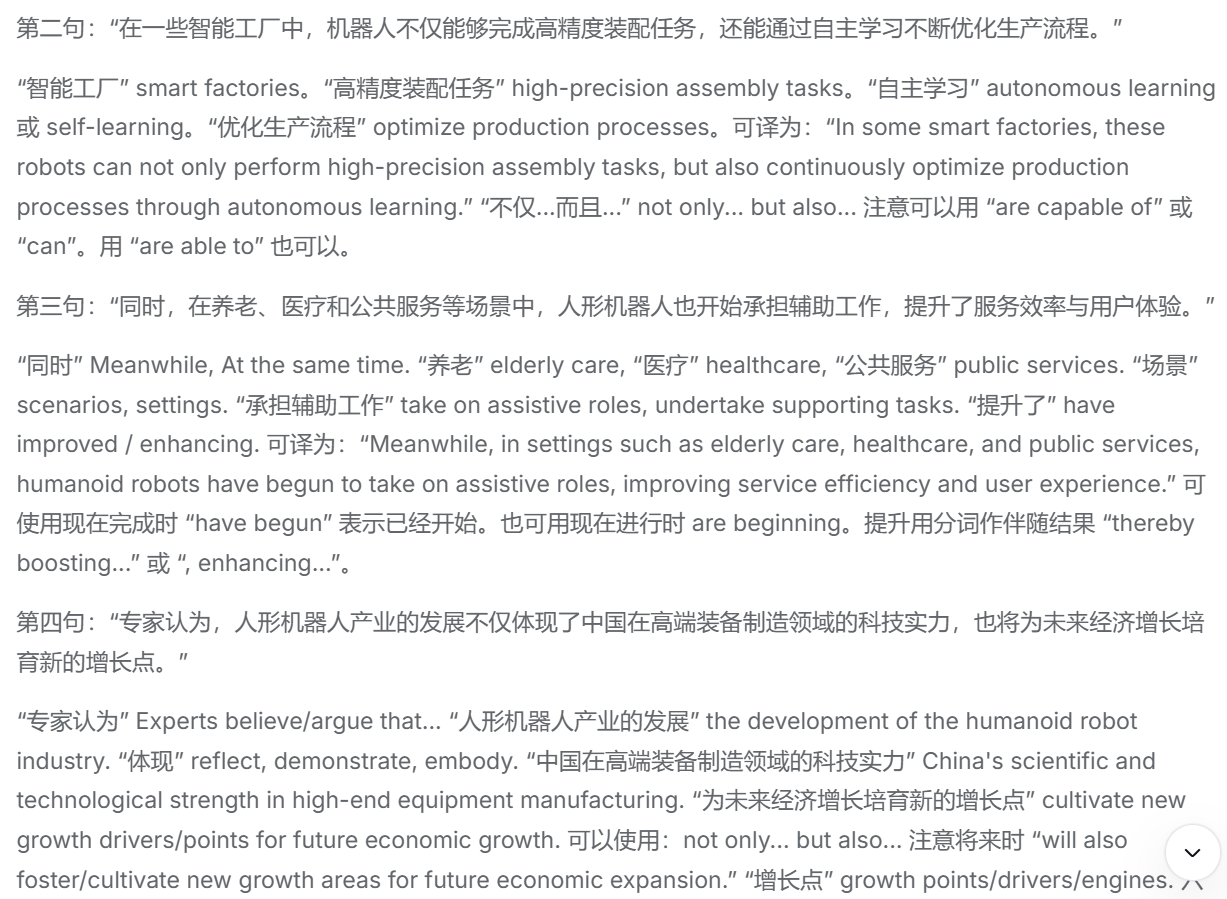 第二句：“在一些智能工厂中，机器人不仅能够完成高精度装配任务，还能通过自主学习不断优化生产流程。”
“智能工厂” smart factories。“高精度装配任务” high-precision assembly tasks。“自主学习” autonomous learning
或 self-learning。“优化生产流程” optimize production processes。可译为：“In some smart factories, these
robots can not only perform high-precision assembly tasks, but also continuously optimize production
processes through autonomous learning.” “不仅...而且...” not only... but also... 注意可以用 “are capable of” 或
“can”。用 “are able to” 也可以。
第三句：“同时，在养老、医疗和公共服务等场景中，人形机器人也开始承担辅助工作，提升了服务效率与用户体验。”
“同时” Meanwhile, At the same time. “养老” elderly care, “医疗” healthcare, “公共服务” public services. “场景”
scenarios, settings. “承担辅助工作” take on assistive roles, undertake supporting tasks. “提升了” have
improved / enhancing. 可译为：“Meanwhile, in settings such as elderly care, healthcare, and public services,
humanoid robots have begun to take on assistive roles, improving service efficiency and user experience.” 可
使用现在完成时 “have begun” 表示已经开始。也可用现在进行时 are beginning。提升用分词作伴随结果 “thereby
boosting...” 或 “, enhancing...”。
第四句：“专家认为，人形机器人产业的发展不仅体现了中国在高端装备制造领域的科技实力，也将为未来经济增长培
育新的增长点。”
“专家认为” Experts believe/argue that... “人形机器人产业的发展” the development of the humanoid robot
industry. “体现” reflect, demonstrate, embody. “中国在高端装备制造领域的科技实力” China's scientific and
technological strength in high-end equipment manufacturing. “为未来经济增长培育新的增长点” cultivate new
growth drivers/points for future economic growth. 可以使用：not only... but also... 注意将来时 “will also
foster/cultivate new growth areas for future economic expansion.” “增长点” growth points/drivers/engines.